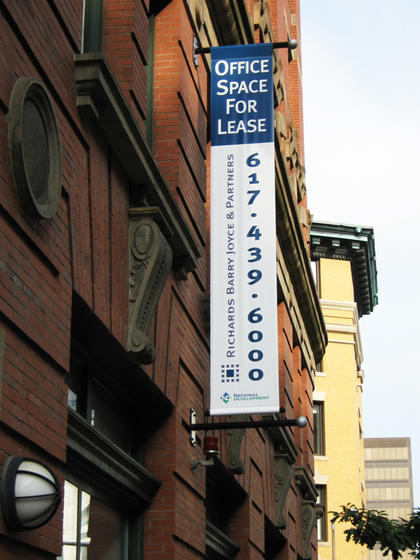 OFFICE
SPACE
FOR
LEASE
RICHARDS BARRY JOYCE & PARTNERS
617·439·6000
NATIONAL
DEVELOPMENT